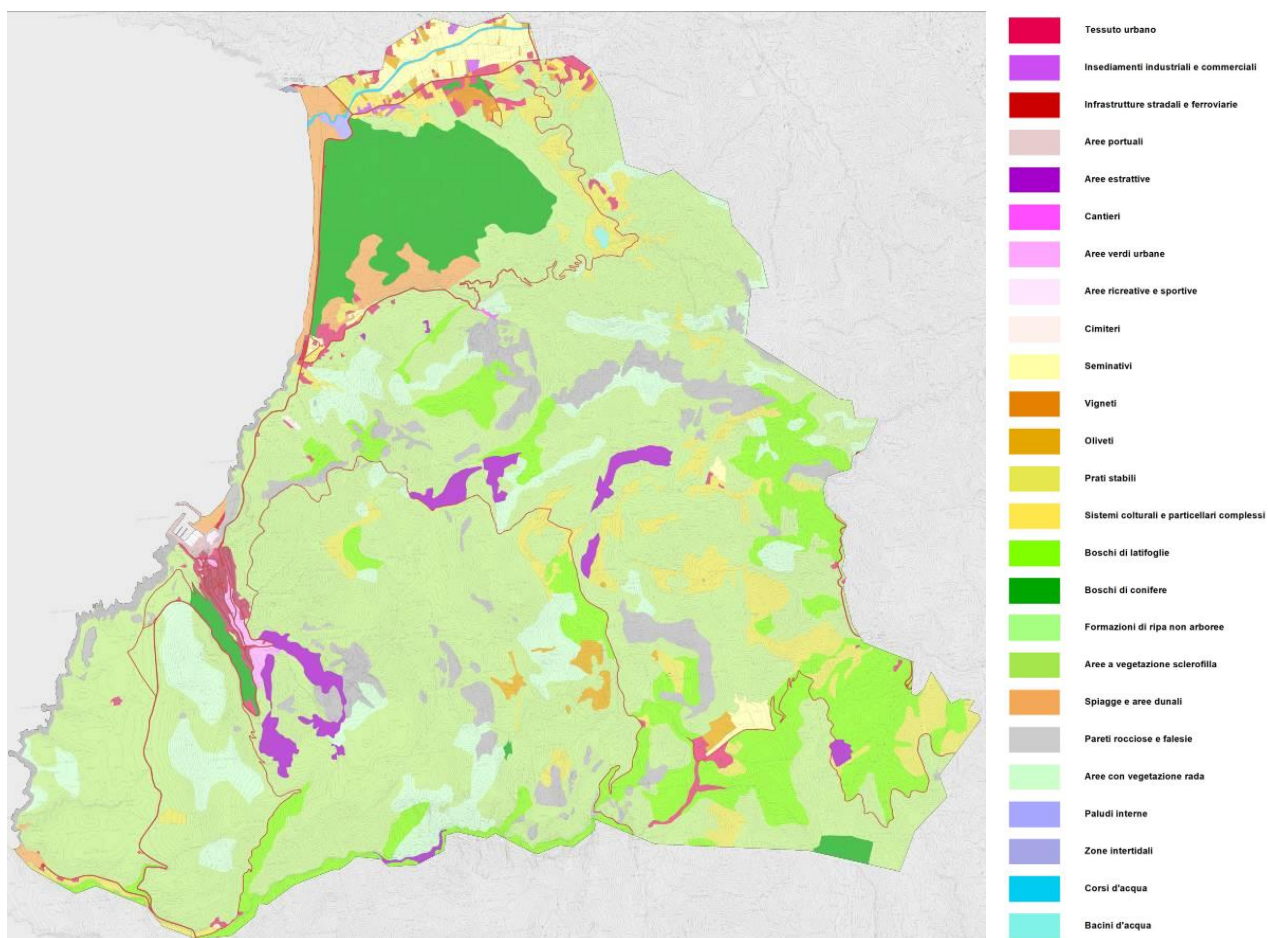 Tessuto urbano
Insediamenti industriali e commerciali
Infrastrutture stradali e ferroviarie
Aree portuali
Aree estrattive
Cantieri
Aree verdi urbane
Aree ricreative e sportive
Cimiteri
Seminativi
Vigneti
Oliveti
Prati stabili
Sistemi colturali e particellari complessi
Boschi di latifoglie
Boschi di conifere
Formazioni di ripa non arboree
Aree a vegetazione sclerofilla
Spiagge e aree dunali
Pareti rocciose e falesie
Aree con vegetazione rada
Paludi interne
Zone intertidali
Corsi d'acqua
Bacini d'acqua